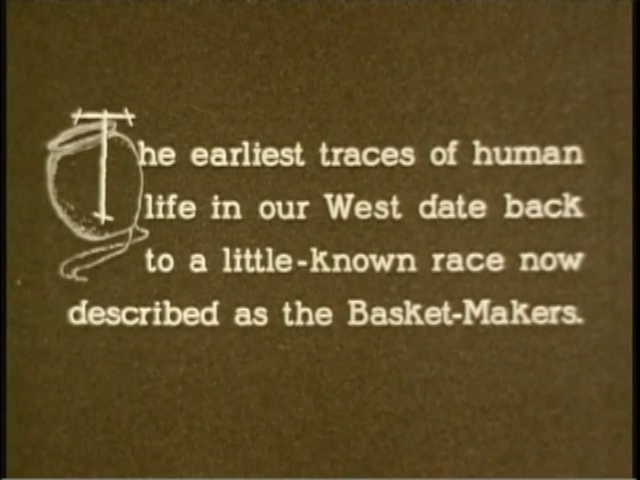 The earliest traces of human
life in our West date back
to a little-known race now
described as the Basket-Makers.